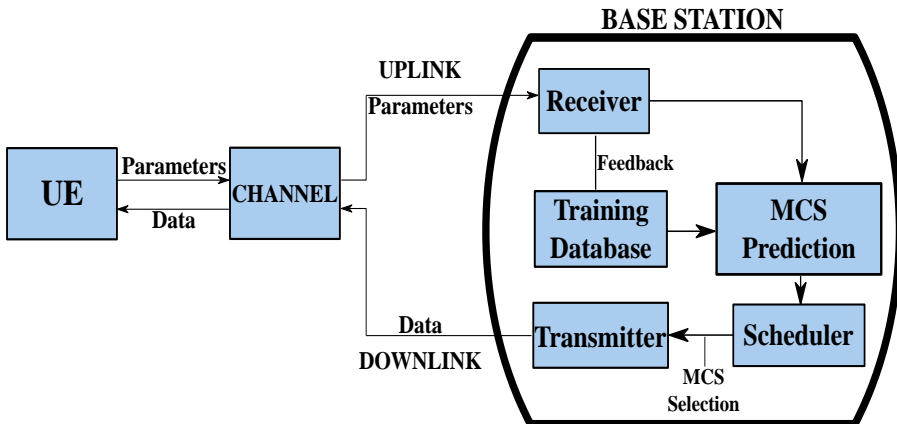 BASE STATION
UPLINK
Parameters
Receiver
Feedback
UE
Parameters
Data
CHANNEL
Training
Database
MCS
Prediction
Data
DOWNLINK
Transmitter
Scheduler
MCS
Selection